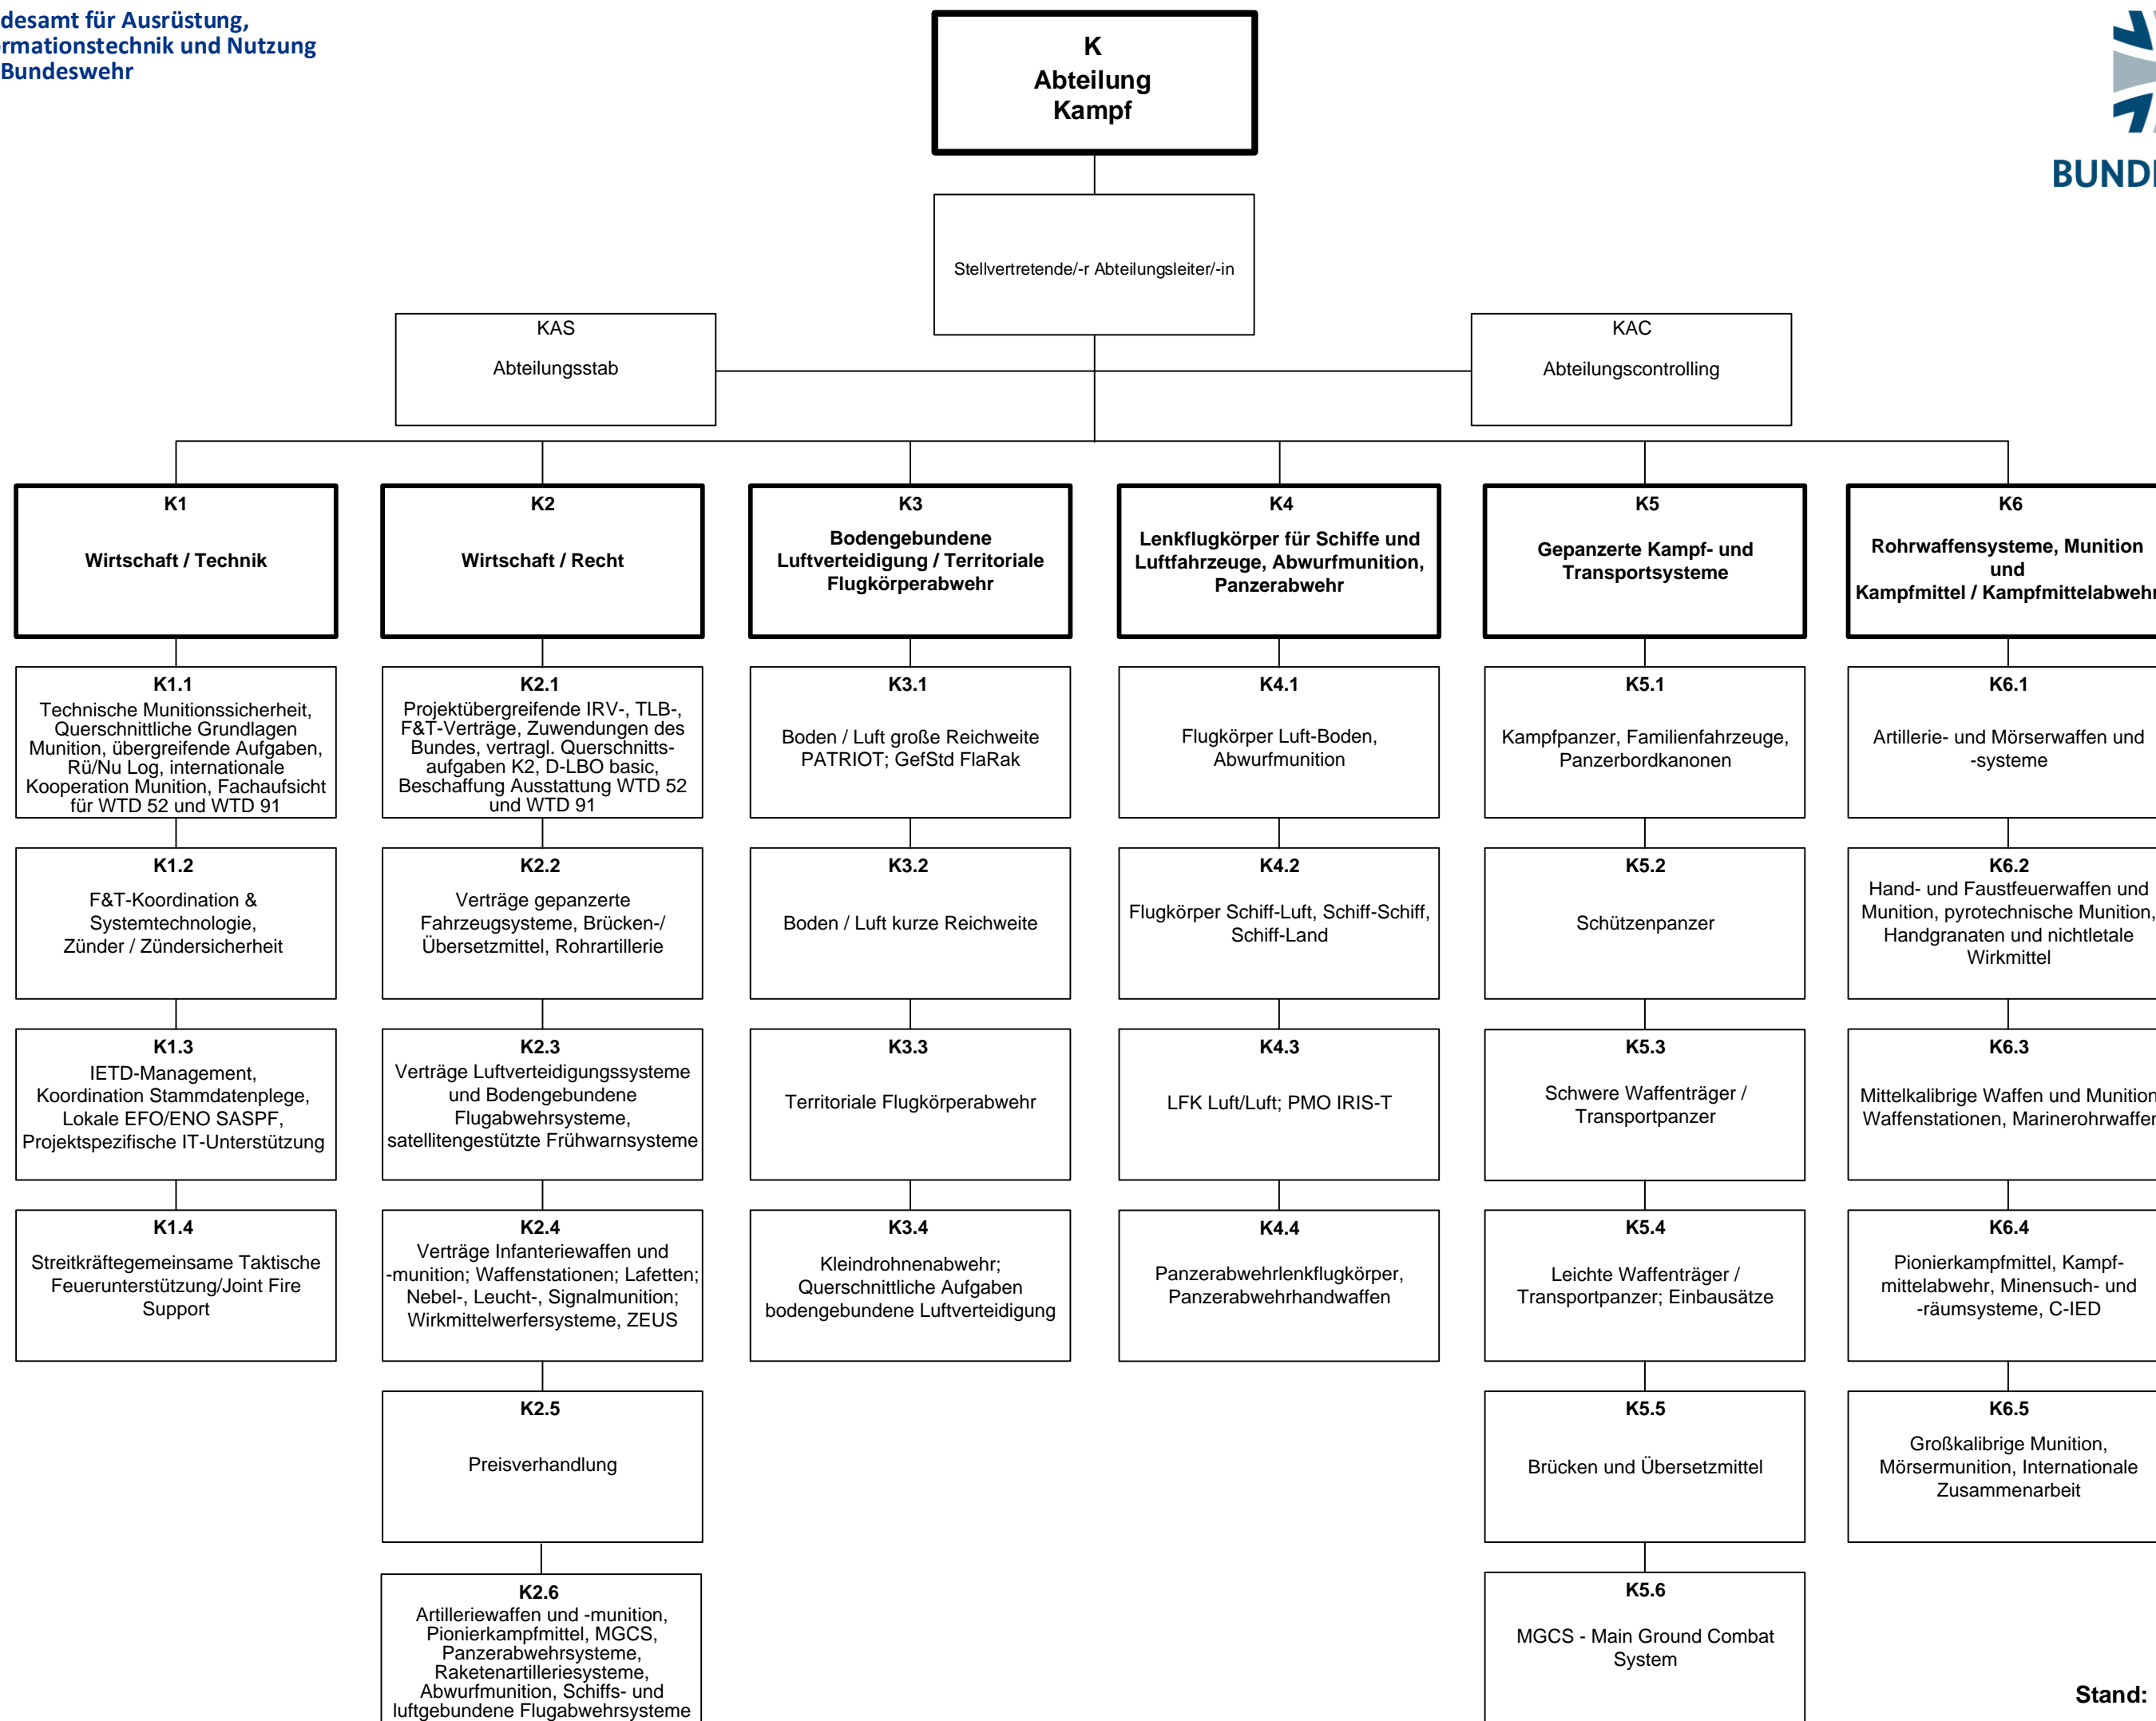 desamt für Ausrüstung,
ormationstechnik und Nutzung
Bundeswehr
K
Abteilung
Kampf
BUND
Stellvertretende/-r Abteilungsleiter/-in
KAS
Abteilungsstab
KAC
Abteilungscontrolling
K1
Wirtschaft / Technik
K2
Wirtschaft / Recht
K3
Bodengebundene
Luftverteidigung / Territoriale
Flugkörperabwehr
K4
Lenkflugkörper für Schiffe und
Luftfahrzeuge, Abwurfmunition,
Panzerabwehr
K5
Gepanzerte Kampf- und
Transportsysteme
K6
Rohrwaffensysteme, Munition
und
Kampfmittel / Kampfmittelabwehr
K1.1
Technische Munitionssicherheit,
Querschnittliche Grundlagen
Munition, übergreifende Aufgaben,
Rü/Nu Log, internationale
Kooperation Munition, Fachaufsicht
für WTD 52 und WTD 91
K2.1
Projektübergreifende IRV-, TLB-,
F&T-Verträge, Zuwendungen des
Bundes, vertragl. Querschnitts-
aufgaben K2, D-LBO basic,
Beschaffung Ausstattung WTD 52
und WTD 91
K3.1
Boden / Luft große Reichweite
PATRIOT; GefStd FlaRak
K4.1
Flugkörper Luft-Boden,
Abwurfmunition
K5.1
Kampfpanzer, Familienfahrzeuge,
Panzerbordkanonen
K6.1
Artillerie- und Mörserwaffen und
-systeme
K1.2
F&T-Koordination &
Systemtechnologie,
Zünder / Zündersicherheit
K2.2
Verträge gepanzerte
Fahrzeugsysteme, Brücken-/
Übersetzmittel, Rohrartillerie
K3.2
Boden / Luft kurze Reichweite
K4.2
Flugkörper Schiff-Luft, Schiff-Schiff,
Schiff-Land
K5.2
Schützenpanzer
K6.2
Hand- und Faustfeuerwaffen und
Munition, pyrotechnische Munition,
Handgranaten und nichtletale
Wirkmittel
K1.3
IETD-Management,
Koordination Stammdatenplege,
Lokale EFO/ENO SASPF,
Projektspezifische IT-Unterstützung
K2.3
Verträge Luftverteidigungssysteme
und Bodengebundene
Flugabwehrsysteme,
satellitengestützte Frühwarnsysteme
K3.3
Territoriale Flugkörperabwehr
K4.3
LFK Luft/Luft; PMO IRIS-T
K5.3
Schwere Waffenträger /
Transportpanzer
K6.3
Mittelkalibrige Waffen und Munition
Waffenstationen, Marinerohrwaffen
K1.4
Streitkräftegemeinsame Taktische
Feuerunterstützung/Joint Fire
Support
K2.4
Verträge Infanteriewaffen und
-munition; Waffenstationen; Lafetten;
Nebel-, Leucht-, Signalmunition;
Wirkmittelwerfersysteme, ZEUS
K3.4
Kleindrohnenabwehr;
Querschnittliche Aufgaben
bodengebundene Luftverteidigung
K4.4
Panzerabwehrlenkflugkörper,
Panzerabwehrhandwaffen
K5.4
Leichte Waffenträger /
Transportpanzer; Einbausätze
K6.4
Pionierkampfmittel, Kampf-
mittelabwehr, Minensuch- und
-räumsysteme, C-IED
K2.5
Preisverhandlung
K5.5
Brücken und Übersetzmittel
K6.5
Großkalibrige Munition,
Mörsermunition, Internationale
Zusammenarbeit
K2.6
Artilleriewaffen und -munition,
Pionierkampfmittel, MGCS,
Panzerabwehrsysteme,
Raketenartilleriesysteme,
Abwurfmunition, Schiffs- und
luftgebundene Flugabwehrsysteme
K5.6
MGCS - Main Ground Combat
System
Stand: